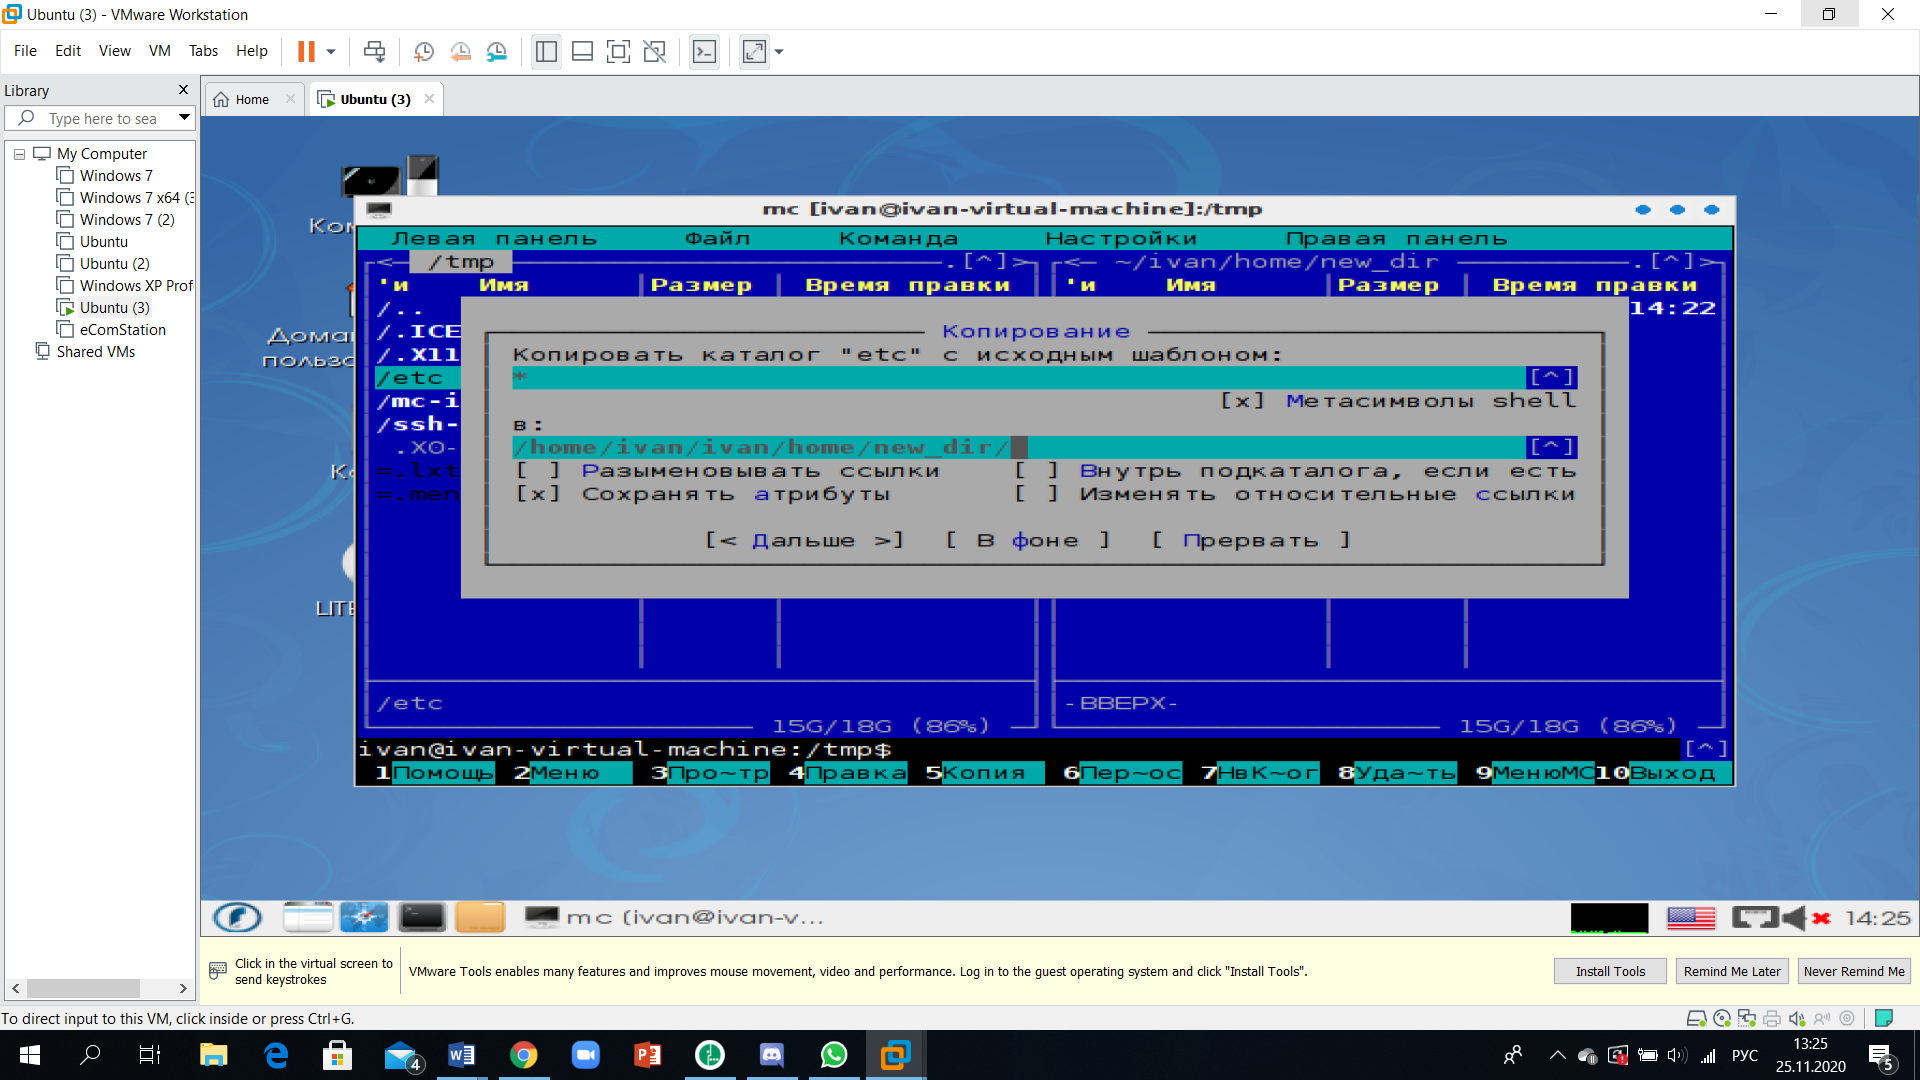 Ubuntu (3) - VMware Workstation
File Edit View VM Tabs Help
Library
Home
Ubuntu (3)
Type here to sea
My Computer
Windows 7
Windows 7 x64 (3
Windows 7 (2)
Ubuntu
Ubuntu (2)
Windows XP Prof
Ubuntu (3)
eComStation
Shared VMs
Ком
Дома
пользо
Ко
LITE
mc [ivan@ivan-virtual-machine]:/tmp
Левая панель Файл Команда Настройки Правая панель
<— /tmp .[^]> <— ~/ivan/home/new_dir .[^]>
'и Имя Размер Время правки 'и Имя Размер Время правки
/.. 14:22
/.ICE
/.X11
/etc
/mc-i
/ssh-
.X0-
=.lxt
=.men
Копирование
Копировать каталог "etc" с исходным шаблоном:
* [^]
[x] Метасимволы shell
в:
/home/ivan/ivan/home/new_dir/ [^]
[ ] Разыменовывать ссылки [ ] Внутрь подкаталога, если есть
[x] Сохранять атрибуты [ ] Изменять относительные ссылки
[< Дальше >] [ В фоне ] [ Прервать ]
/etc -ВВЕРХ-
15G/18G (86%) 15G/18G (86%)
ivan@ivan-virtual-machine:/tmp$ [^]
1Помощь 2Меню 3Про~тр 4Правка 5Копия 6Пер~ос 7НвК~ог 8Уда~ть 9МенюМС 10Выход
mc (ivan@ivan-v...
14:25
Click in the virtual screen to
send keystrokes
VMware Tools enables many features and improves mouse movement, video and performance. Log in to the guest operating system and click "Install Tools".
Install Tools
Remind Me Later
Never Remind Me
To direct input to this VM, click inside or press Ctrl+G.
4
РУС
13:25
25.11.2020
5